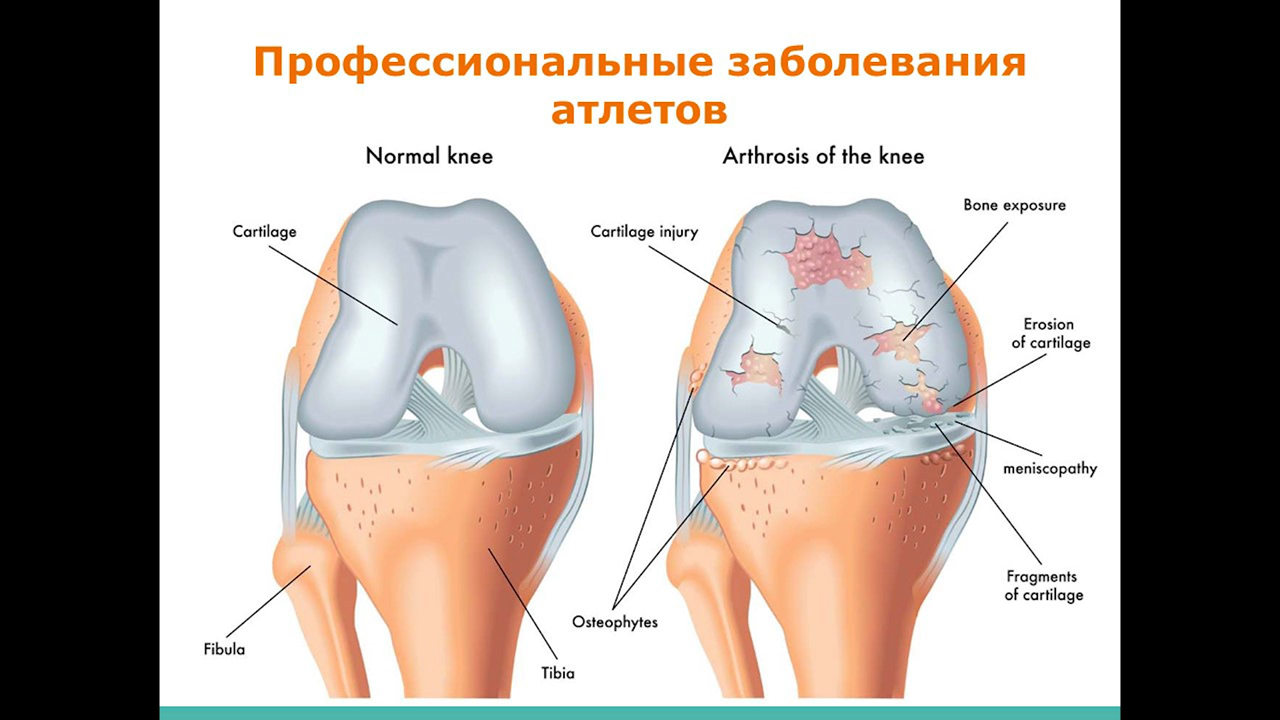 Профессиональные заболевания
атлетов
Normal knee
Arthrosis of the knee
Cartilage
Cartilage injury
Bone exposure
Erosion
of cartilage
meniscopathy
Fragments
of cartilage
Osteophytes
Fibula
Tibia